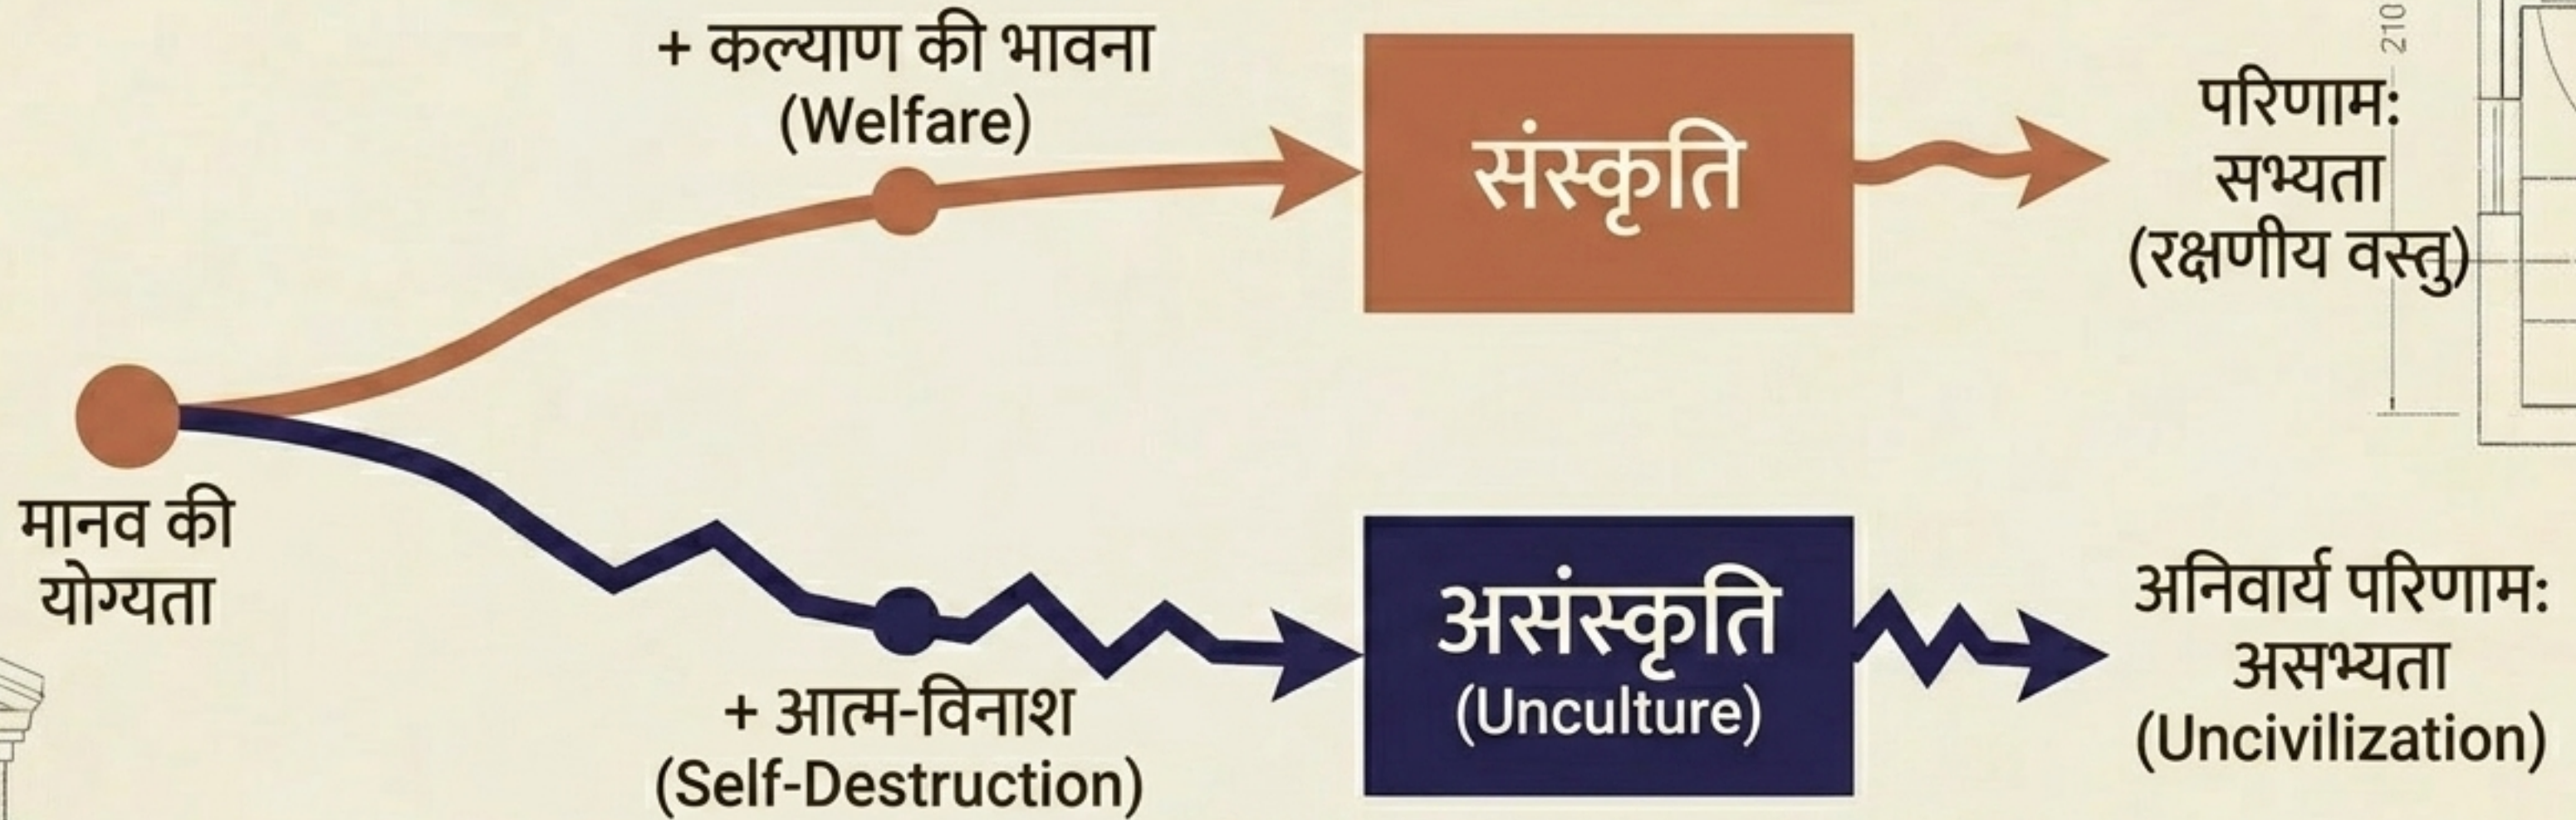 + कल्याण की भावना
(Welfare)
संस्कृति
210
परिणाम:
सभ्यता
(रक्षणीय वस्तु)
मानव की
योग्यता
+ आत्म-विनाश
(Self-Destruction)
असंस्कृति
(Unculture)
अनिवार्य परिणाम:
असभ्यता
(Uncivilization)